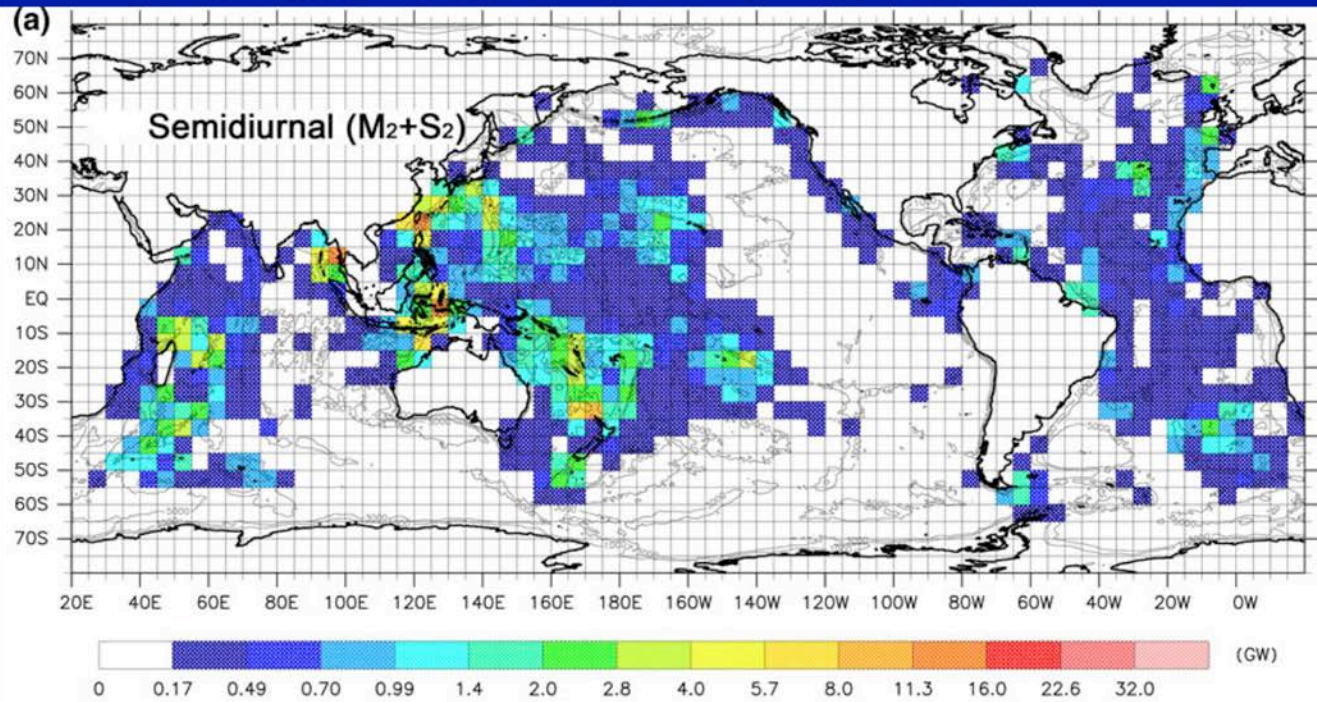 (a)
70N
60N
Semidiurnal (M₂+S₂)
50N
40N
30N
20N
10N
EQ
10S
20S
30S
40S
50S
60S
70S
20E 40E 60E 80E 100E 120E 140E 160E 180E 160W 140W 120W 100W 80W 60W 40W 20W 0W
(GW)
0 0.17 0.49 0.70 0.99 1.4 2.0 2.8 4.0 5.7 8.0 11.3 16.0 22.6 32.0